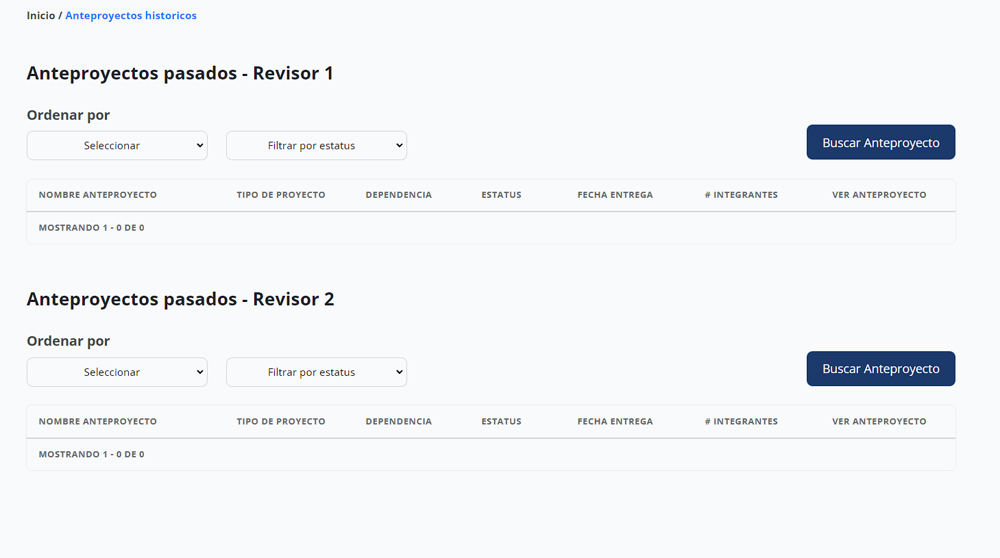 Inicio / Anteproyectos historicos
Anteproyectos pasados - Revisor 1
Ordenar por
Seleccionar Filtrar por estatus Buscar Anteproyecto
NOMBRE ANTEPROYECTO TIPO DE PROYECTO DEPENDENCIA ESTATUS FECHA ENTREGA # INTEGRANTES VER ANTEPROYECTO
MOSTRANDO 1 - 0 DE 0
Anteproyectos pasados - Revisor 2
Ordenar por
Seleccionar Filtrar por estatus Buscar Anteproyecto
NOMBRE ANTEPROYECTO TIPO DE PROYECTO DEPENDENCIA ESTATUS FECHA ENTREGA # INTEGRANTES VER ANTEPROYECTO
MOSTRANDO 1 - 0 DE 0